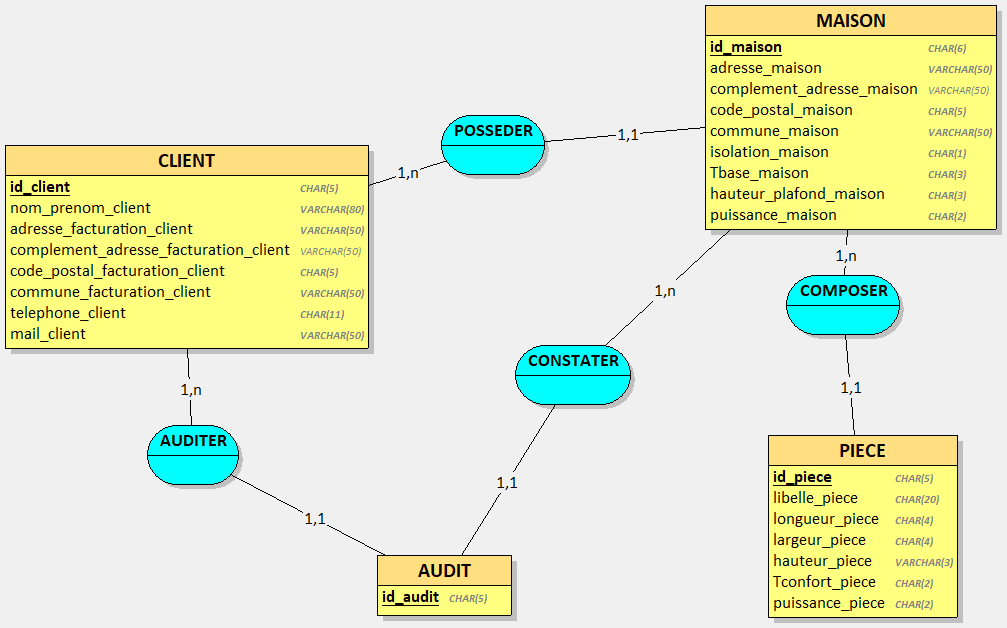 MAISON
id_maison CHAR(6)
adresse_maison VARCHAR(50)
complement_adresse_maison VARCHAR(50)
code_postal_maison CHAR(5)
commune_maison VARCHAR(50)
isolation_maison CHAR(1)
Tbase_maison CHAR(3)
hauteur_plafond_maison CHAR(3)
puissance_maison CHAR(2)
POSSEDER
1,1
1,n
CLIENT
id_client CHAR(5)
nom_prenom_client VARCHAR(80)
adresse_facturation_client VARCHAR(50)
complement_adresse_facturation_client VARCHAR(50)
code_postal_facturation_client CHAR(5)
commune_facturation_client VARCHAR(50)
telephone_client CHAR(11)
mail_client VARCHAR(50)
1,n
COMPOSER
1,n
CONSTATER
1,n
1,1
AUDITER
1,1
1,1
PIECE
id_piece CHAR(5)
libelle_piece CHAR(20)
longueur_piece CHAR(4)
largeur_piece CHAR(4)
hauteur_piece VARCHAR(3)
Tconfort_piece CHAR(2)
puissance_piece CHAR(2)
AUDIT
id_audit CHAR(5)